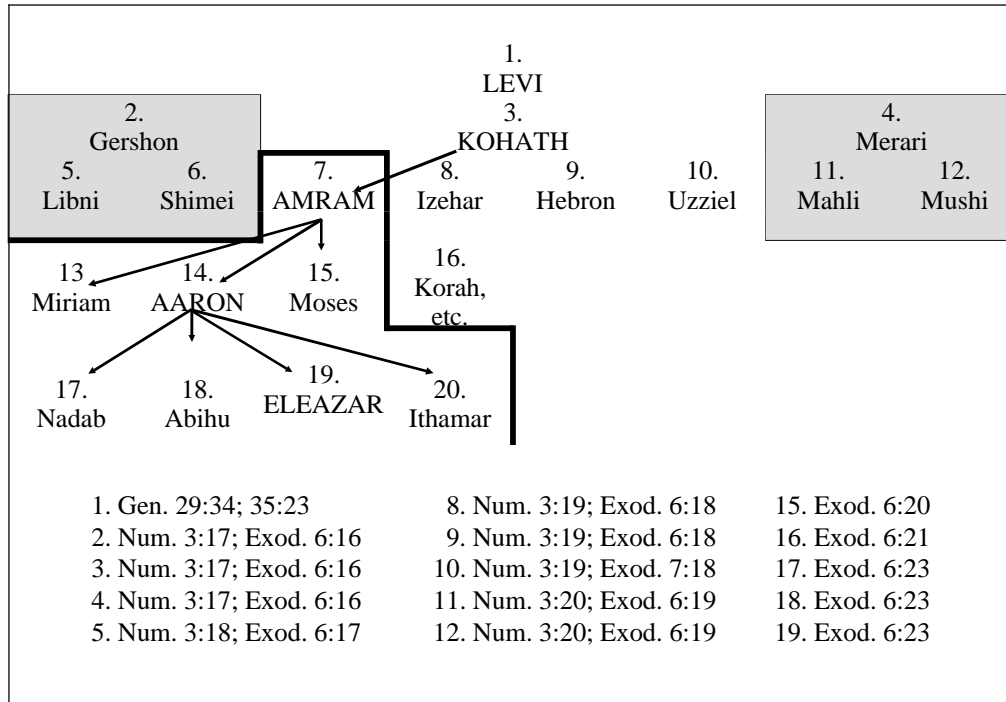 1.
LEVI
2.
3.
4.
Gershon
KOHATH
Merari
5.
6.
7.
8.
9.
10.
11.
12.
Libni
Shimei
AMRAM
Izehar
Hebron
Uzziel
Mahli
Mushi
13
14.
15.
16.
Miriam
AARON
Moses
Korah,
etc.
17.
18.
19.
20.
Nadab
Abihu
ELEAZAR
Ithamar
1. Gen. 29:34; 35:23
2. Num. 3:17; Exod. 6:16
3. Num. 3:17; Exod. 6:16
4. Num. 3:17; Exod. 6:16
5. Num. 3:18; Exod. 6:17
8. Num. 3:19; Exod. 6:18
9. Num. 3:19; Exod. 6:18
10. Num. 3:19; Exod. 7:18
11. Num. 3:20; Exod. 6:19
12. Num. 3:20; Exod. 6:19
15. Exod. 6:20
16. Exod. 6:21
17. Exod. 6:23
18. Exod. 6:23
19. Exod. 6:23